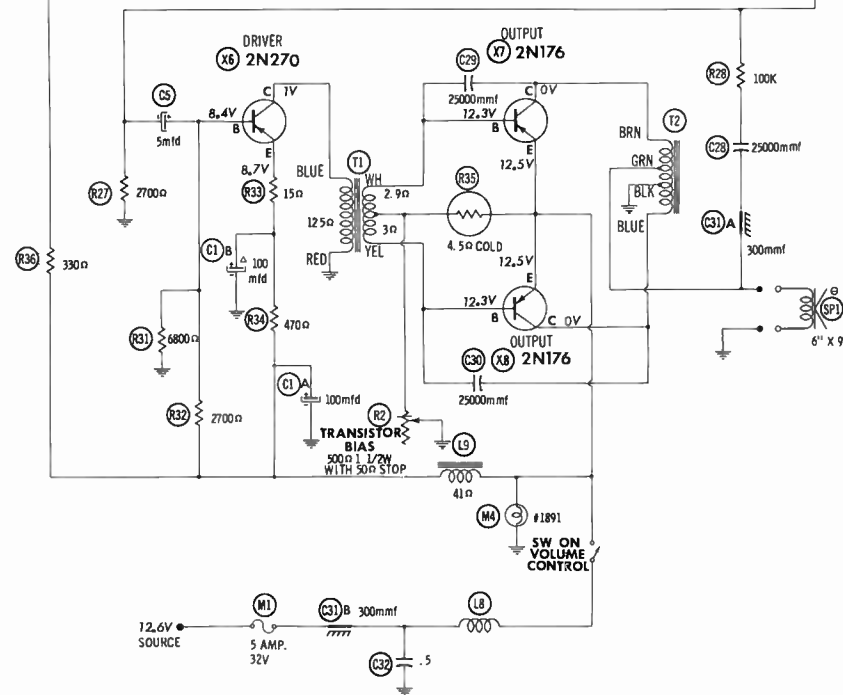 DRIVER
X6 2N270
OUTPUT
X7 2N176
C29
25000mmf
C 1V
C 0V
C5
5mfd
8.4V
B
12.3V
B
E
8.7V
E
12.5V
R28
100K
T2
BRN
GRN
BLK
BLUE
C28
25000mmf
C31 A
300mmf
R27
2700Ω
R33
15Ω
BLUE
T1
WH
2.9Ω
125Ω
3Ω
RED
YEL
R35
4.5Ω COLD
R36
330Ω
C1 B
100
mfd
R34
470Ω
12.5V
E
12.3V
B
C 0V
OUTPUT
X8 2N176
C30
25000mmf
SP1
6" X 9
R31
6800Ω
R32
2700Ω
C1 A
100mfd
R2
TRANSISTOR
BIAS
500Ω 1 1/2W
WITH 50Ω STOP
L9
41Ω
M4
#1891
SW ON
VOLUME
CONTROL
12.6V
SOURCE
M1
5 AMP.
32V
C31 B 300mmf
L8
C32 .5